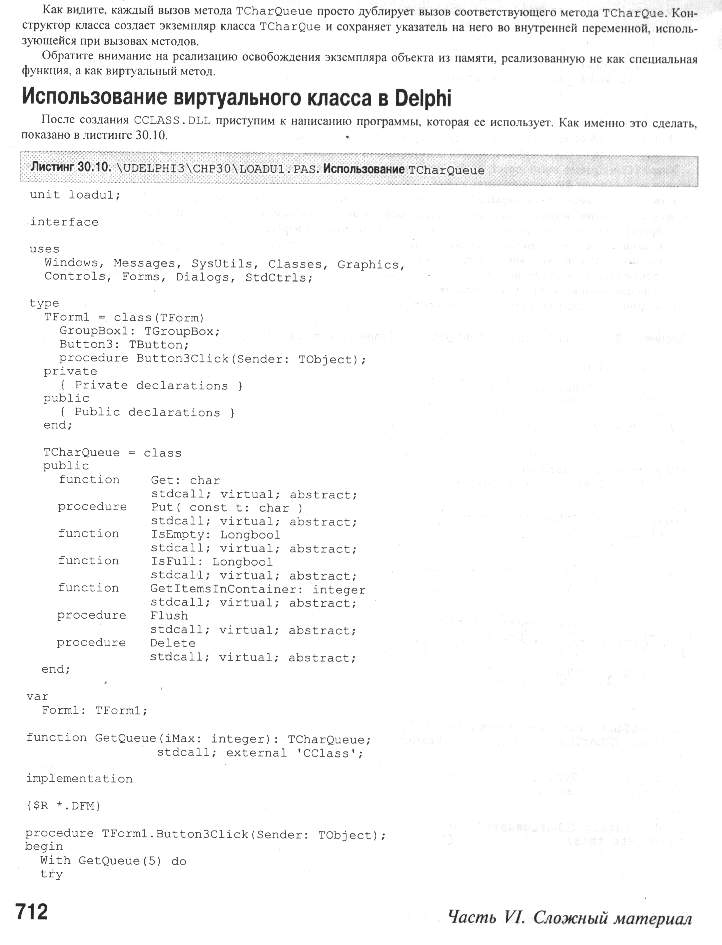 Как видите, каждый вызов метода TCharQueue просто дублирует вызов соответствующего метода TCharQue. Кон-
структор класса создает экземпляр класса TCharQue и сохраняет указатель на него во внутренней переменной, исполь-
зующейся при вызовах методов.
Обратите внимание на реализацию освобождения экземпляра объекта из памяти, реализованную не как специальная
функция, а как виртуальный метод.
Использование виртуального класса в Delphi
После создания CCLASS.DLL приступим к написанию программы, которая ее использует. Как именно это сделать,
показано в листинге 30.10.
Листинг 30.10. \UDELPHI3\CHP30\LOADU1.PAS. Использование TCharQueue
unit loadu1;
interface
uses
Windows, Messages, SysUtils, Classes, Graphics,
Controls, Forms, Dialogs, StdCtrls;
type
TForm1 = class(TForm)
GroupBox1: TGroupBox;
Button3: TButton;
procedure Button3Click(Sender: TObject);
private
{ Private declarations }
public
{ Public declarations }
end;
TCharQueue = class
public
function Get: char
stdcall; virtual; abstract;
procedure Put( const t: char )
stdcall; virtual; abstract;
function IsEmpty: Longbool
stdcall; virtual; abstract;
function IsFull: Longbool
stdcall; virtual; abstract;
function GetItemsInContainer: integer
stdcall; virtual; abstract;
procedure Flush
stdcall; virtual; abstract;
procedure Delete
stdcall; virtual; abstract;
end;
var
Form1: TForm1;
function GetQueue(iMax: integer): TCharQueue;
stdcall; external 'CClass';
implementation
{$R *.DFM}
procedure TForm1.Button3Click(Sender: TObject);
begin
With GetQueue(5) do
try
712
Часть VI. Сложный материал